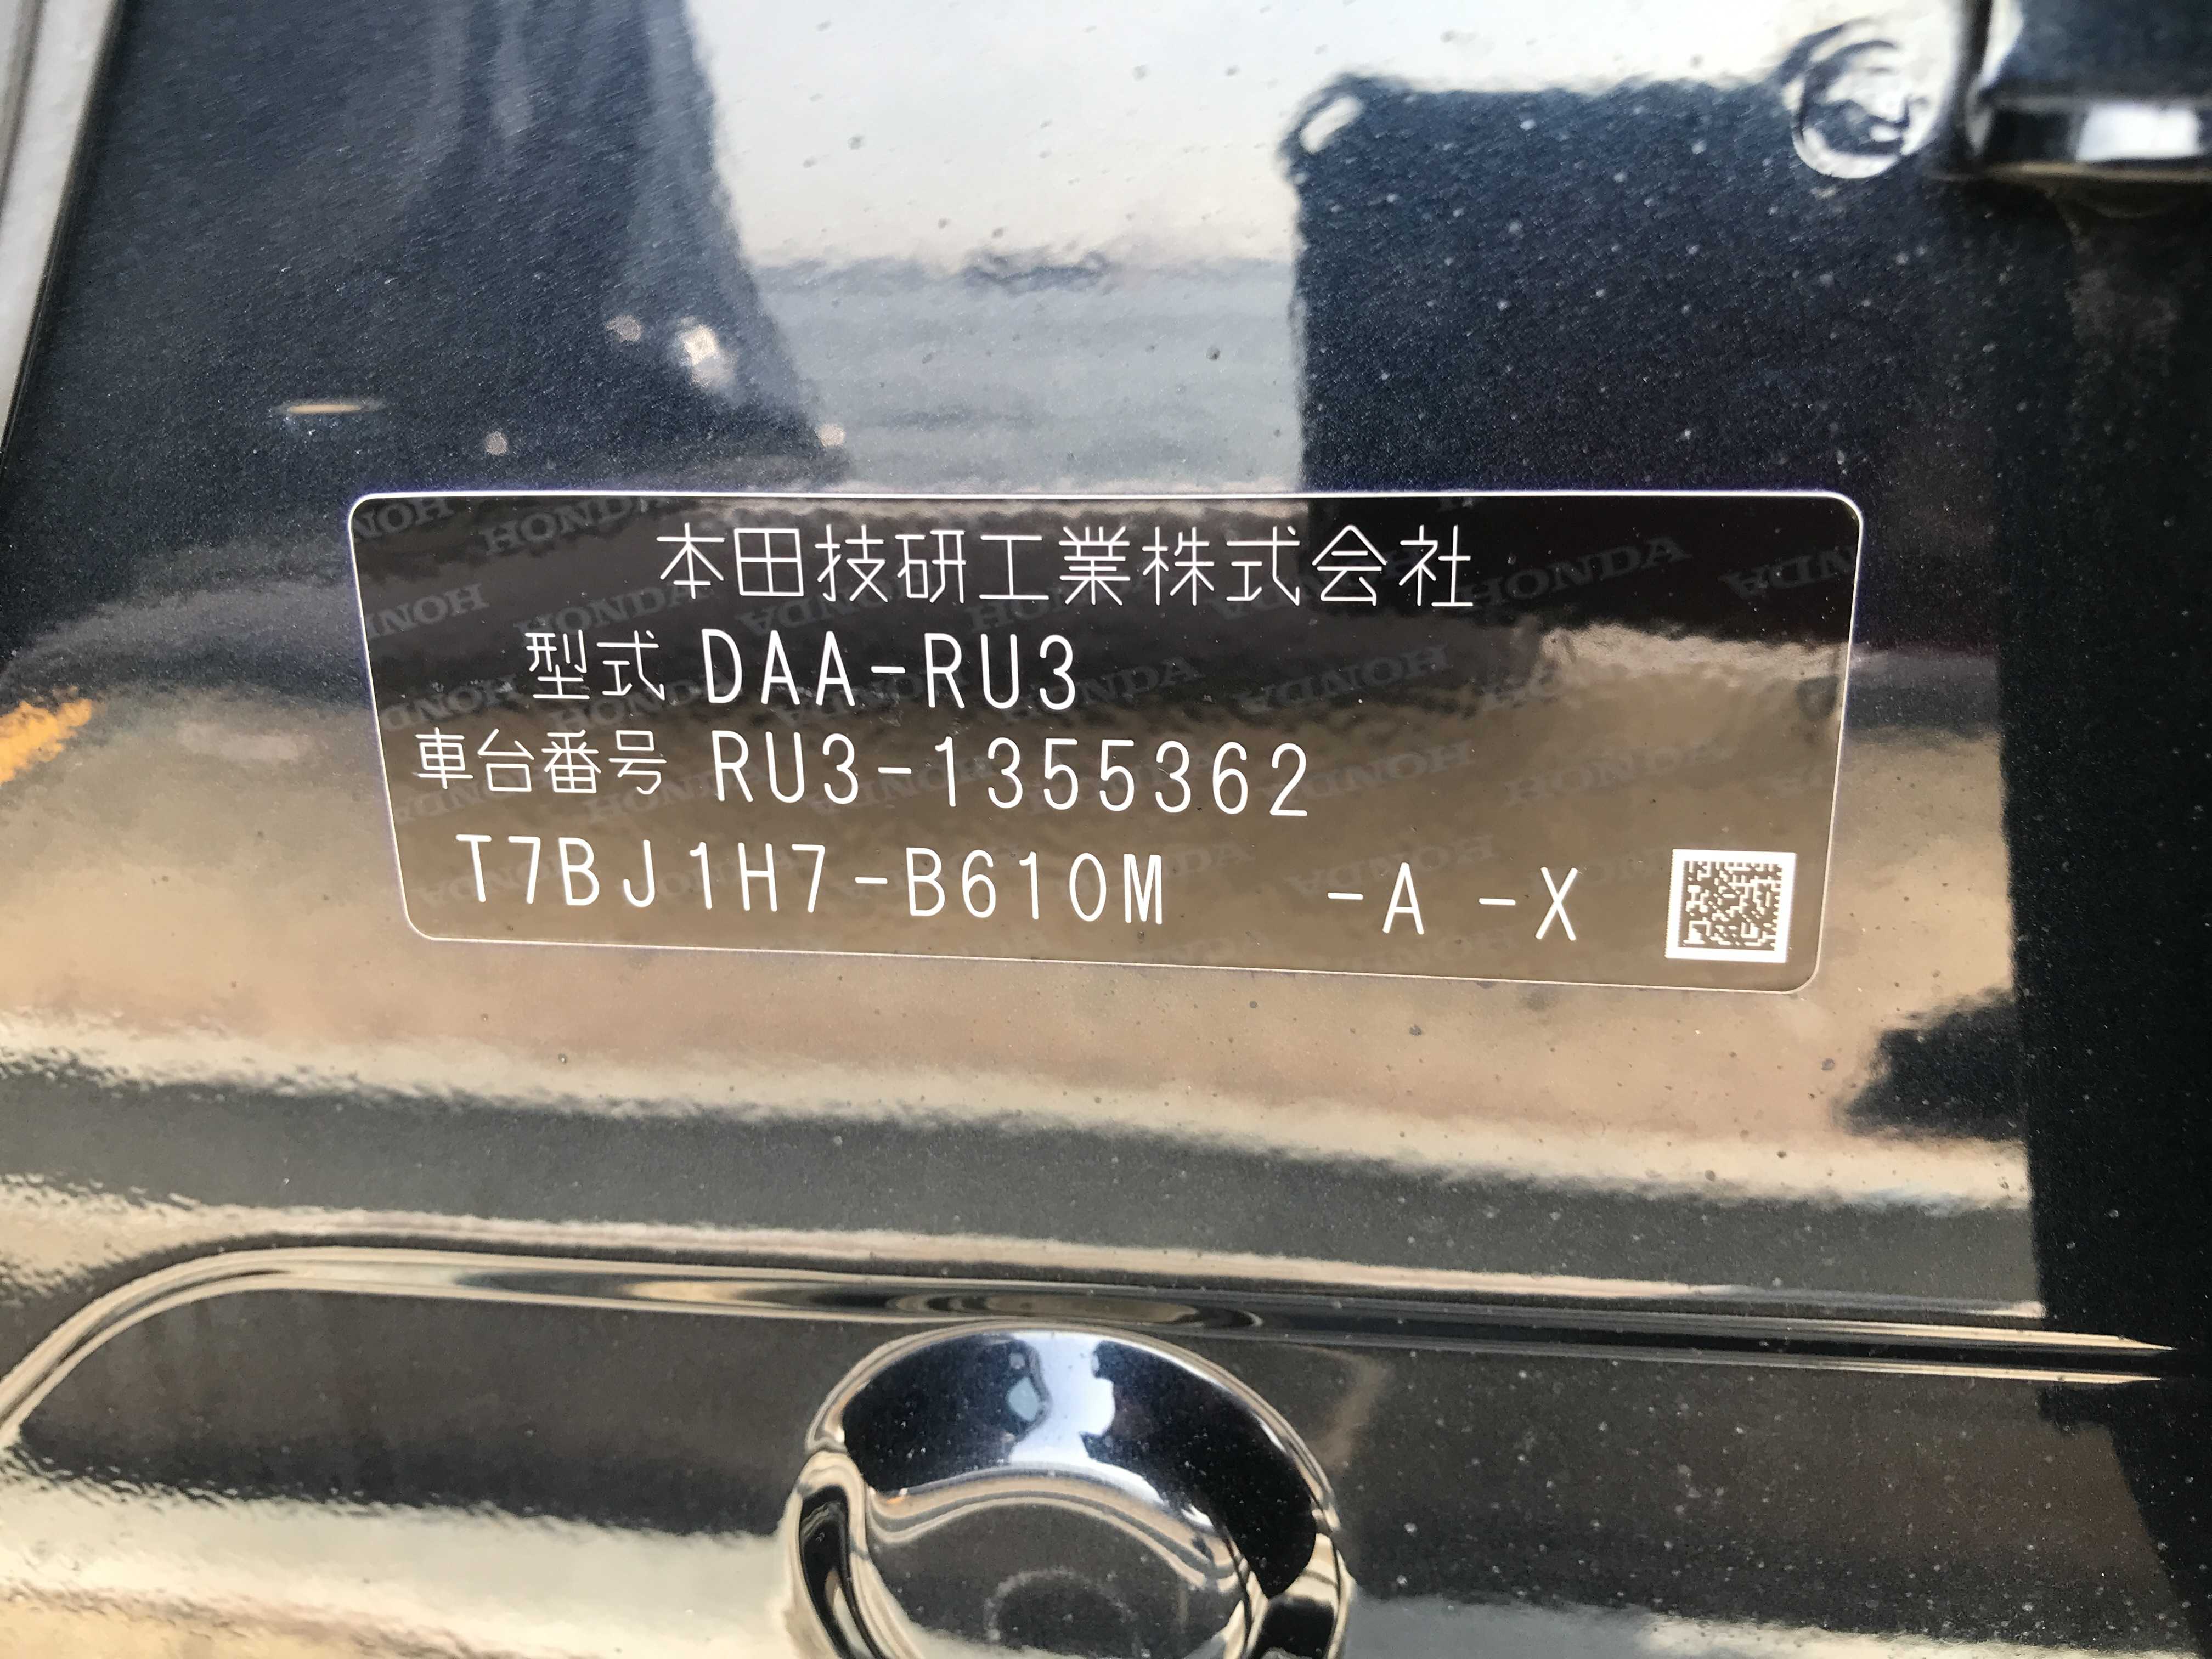 本田技研工業株式会社
型式 DAA-RU3
車台番号 RU3-1355362
T7BJ1H7-B610M -A -X